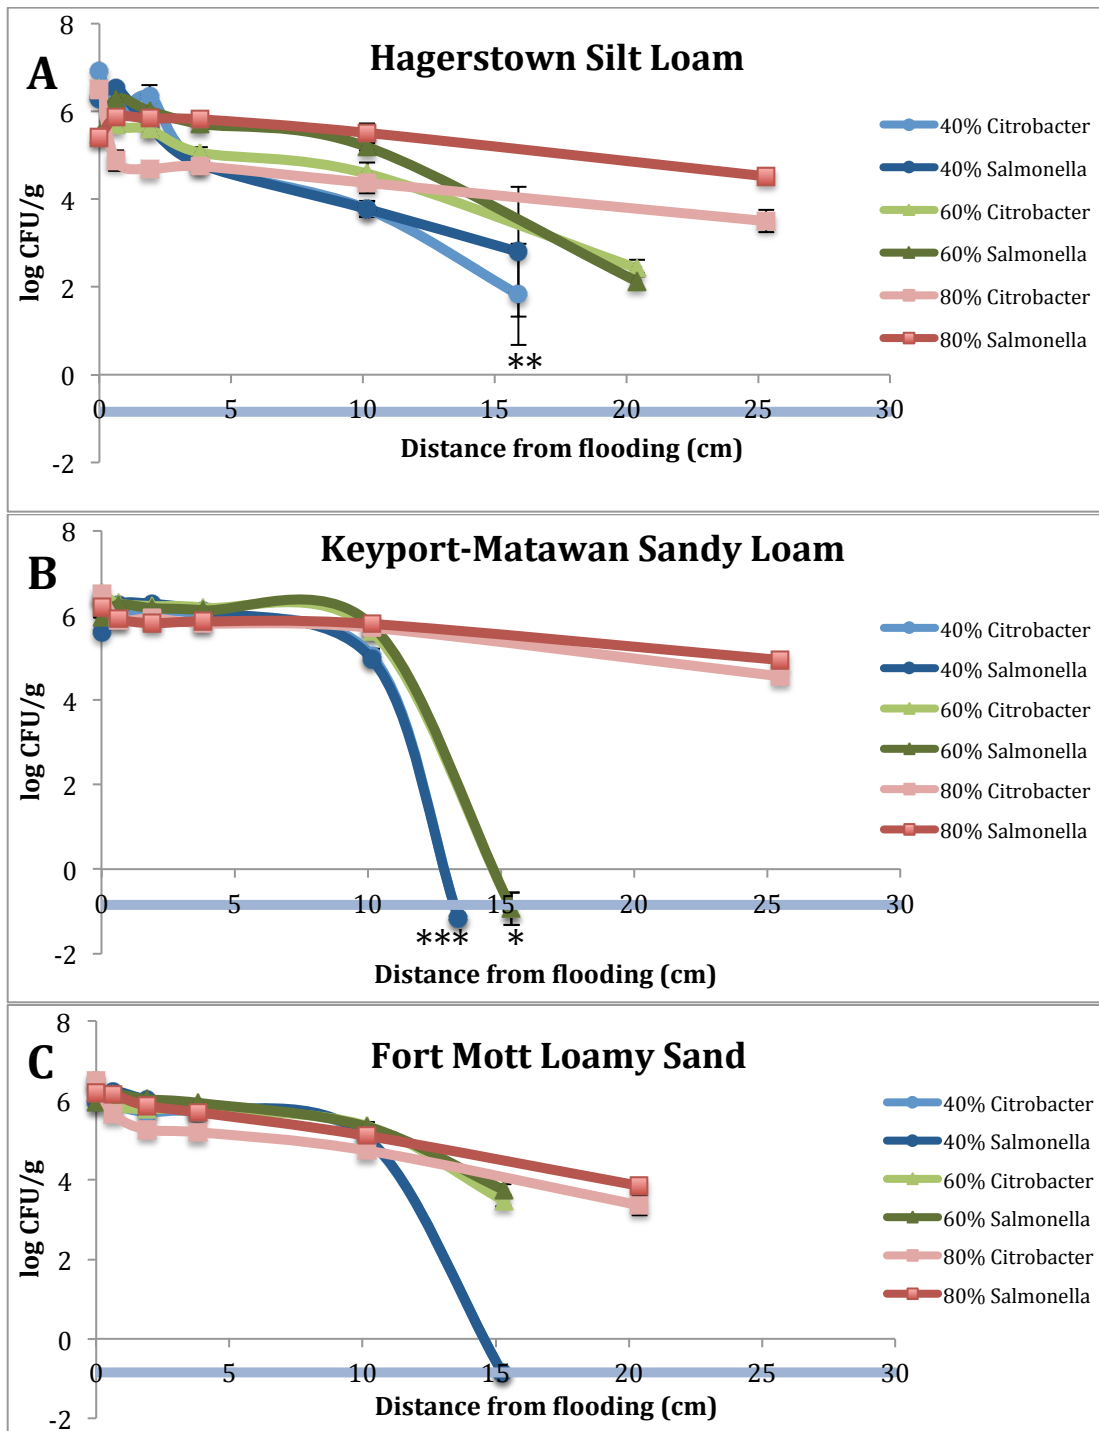 A
Hagerstown Silt Loam
8
6
4
2
0
-2
log CFU/g
0 5 10 15 20 25 30
Distance from flooding (cm)
**
40% Citrobacter
40% Salmonella
60% Citrobacter
60% Salmonella
80% Citrobacter
80% Salmonella
B
Keyport-Matawan Sandy Loam
8
6
4
2
0
-2
log CFU/g
0 5 10 15 20 25 30
*** *
Distance from flooding (cm)
40% Citrobacter
40% Salmonella
60% Citrobacter
60% Salmonella
80% Citrobacter
80% Salmonella
C
Fort Mott Loamy Sand
8
6
4
2
0
-2
log CFU/g
0 5 10 15 20 25 30
Distance from flooding (cm)
40% Citrobacter
40% Salmonella
60% Citrobacter
60% Salmonella
80% Citrobacter
80% Salmonella